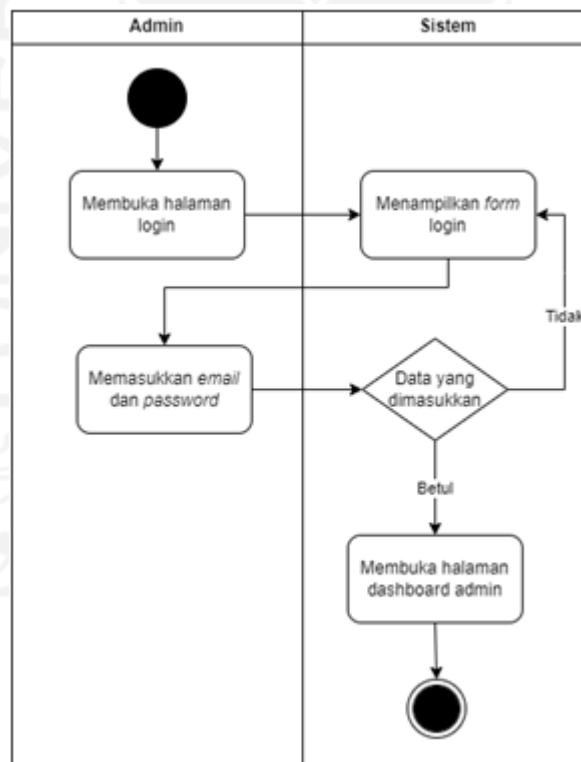 Admin
Sistem
Membuka halaman
login
Menampilkan form
login
Tidak
Memasukkan email
dan password
Data yang
dimasukkan
Betul
Membuka halaman
dashboard admin